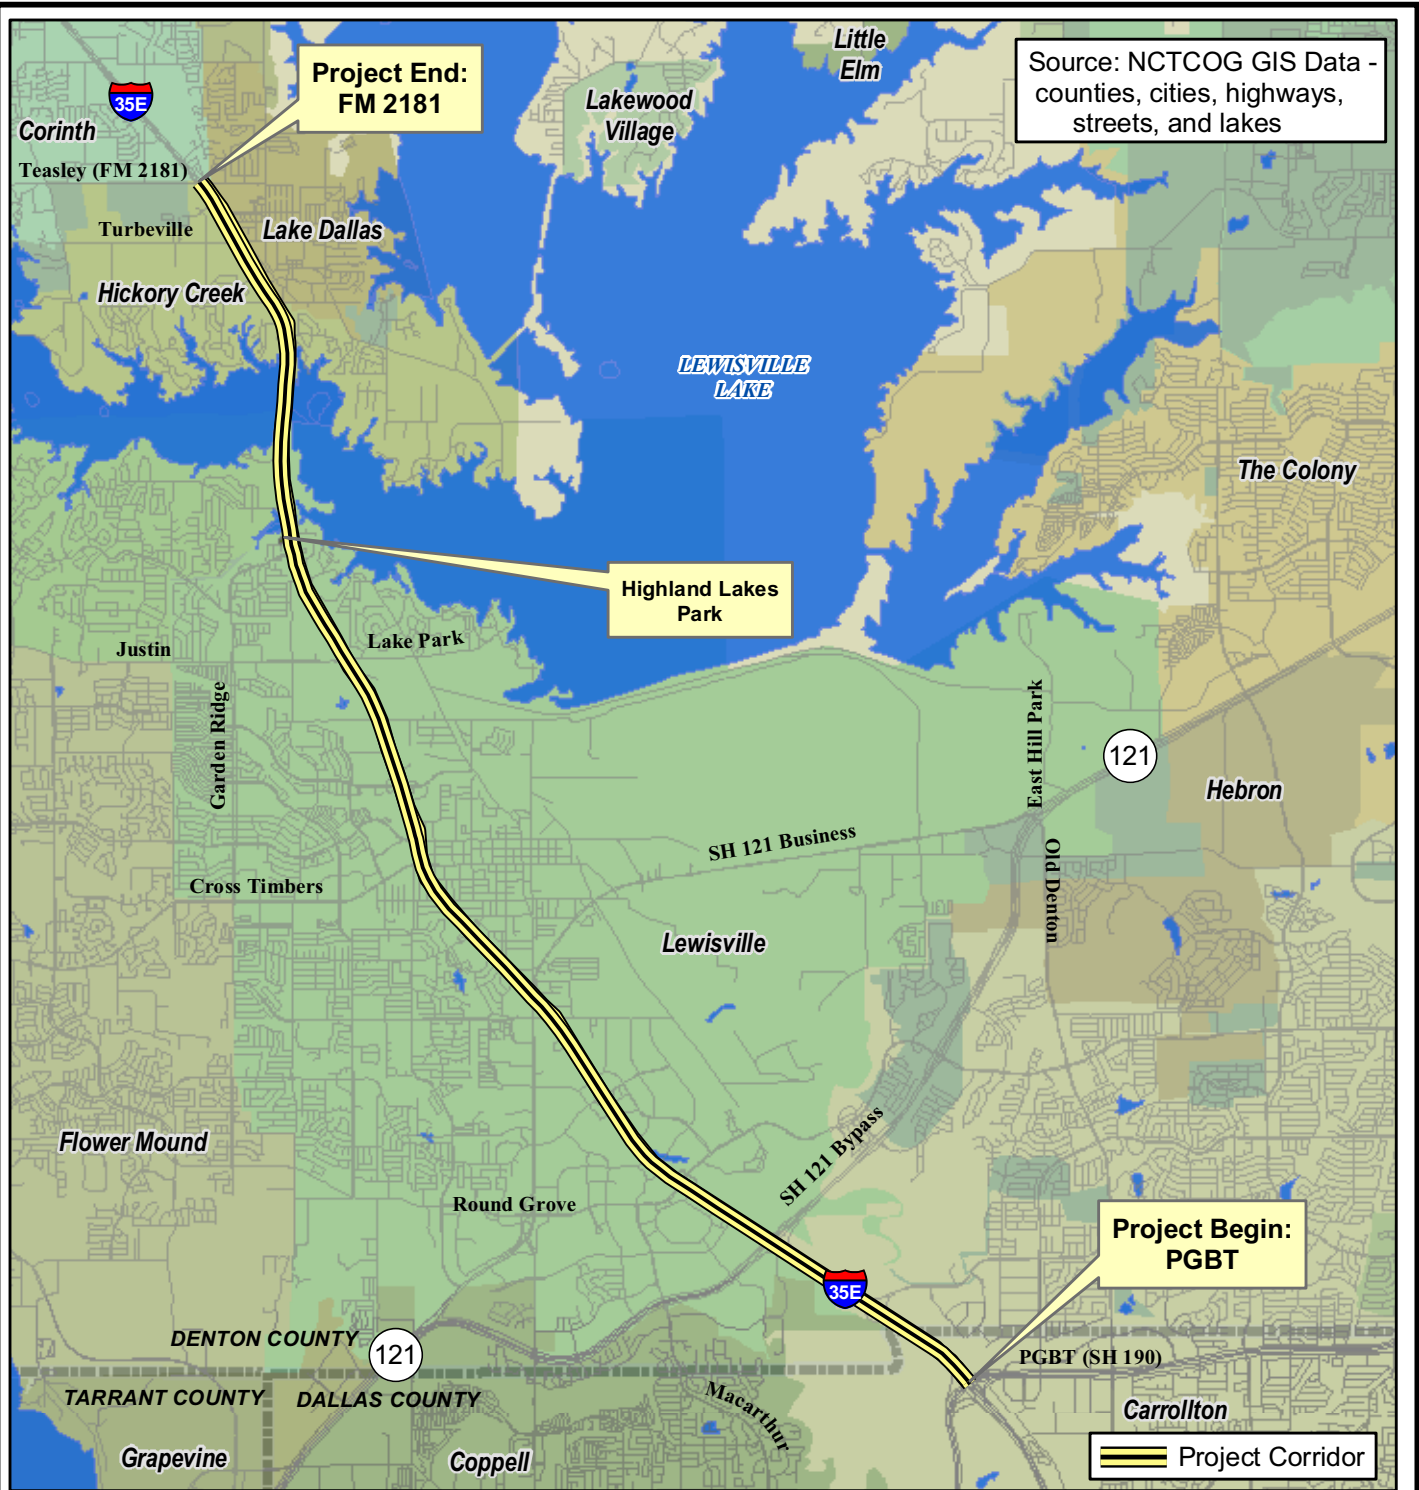 Little
Elm
Source: NCTCOG GIS Data -
counties, cities, highways,
streets, and lakes
Project End:
FM 2181
35E
Lakewood
Village
Corinth
Teasley (FM 2181)
Turbeville
Lake Dallas
Hickory Creek
LEWISVILLE
LAKE
The Colony
Highland Lakes
Park
Justin
Lake Park
Garden Ridge
East Hill Park
121
Hebron
SH 121 Business
Old Denton
Cross Timbers
Lewisville
Flower Mound
SH 121 Bypass
Round Grove
Project Begin:
PGBT
35E
DENTON COUNTY
121
PGBT (SH 190)
TARRANT COUNTY
DALLAS COUNTY
Macarthur
Carrollton
Grapevine
Coppell
Project Corridor